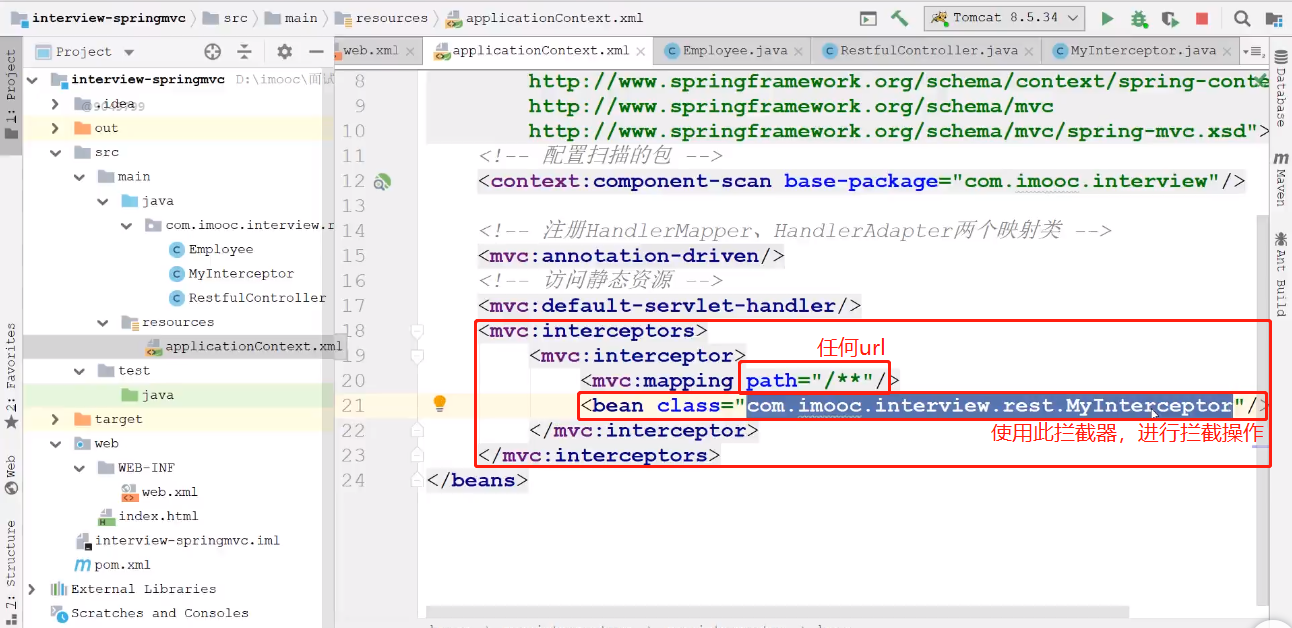 interview-springmvc src main resources applicationContext.xml Tomcat 8.5.34
1: Project
2: Favorites
Web
7: Structure
Project
interview-springmvc D:\imooc\面试
.idea
out
src
main
java
com.imooc.interview.r
Employee
MyInterceptor
RestfulController
resources
applicationContext.xml
test
java
target
web
WEB-INF
web.xml
index.html
interview-springmvc.iml
pom.xml
External Libraries
Scratches and Consoles
web.xml applicationContext.xml Employee.java RestfulController.java MyInterceptor.java
8 http://www.springframework.org/schema/context/spring-conte
9 http://www.springframework.org/schema/mvc
10 http://www.springframework.org/schema/mvc/spring-mvc.xsd">
11 <!-- 配置扫描的包 -->
12 <context:component-scan base-package="com.imooc.interview"/>
13
14 <!-- 注册HandlerMapper、HandlerAdapter两个映射类 -->
15 <mvc:annotation-driven/>
16 <!-- 访问静态资源 -->
17 <mvc:default-servlet-handler/>
18 <mvc:interceptors>
19 <mvc:interceptor>
任何url
20 <mvc:mapping path="/**"/>
21 <bean class="com.imooc.interview.rest.MyInterceptor"/>
22 </mvc:interceptor>
使用此拦截器，进行拦截操作
23 </mvc:interceptors>
24 </beans>
Database
Maven
Ant Build